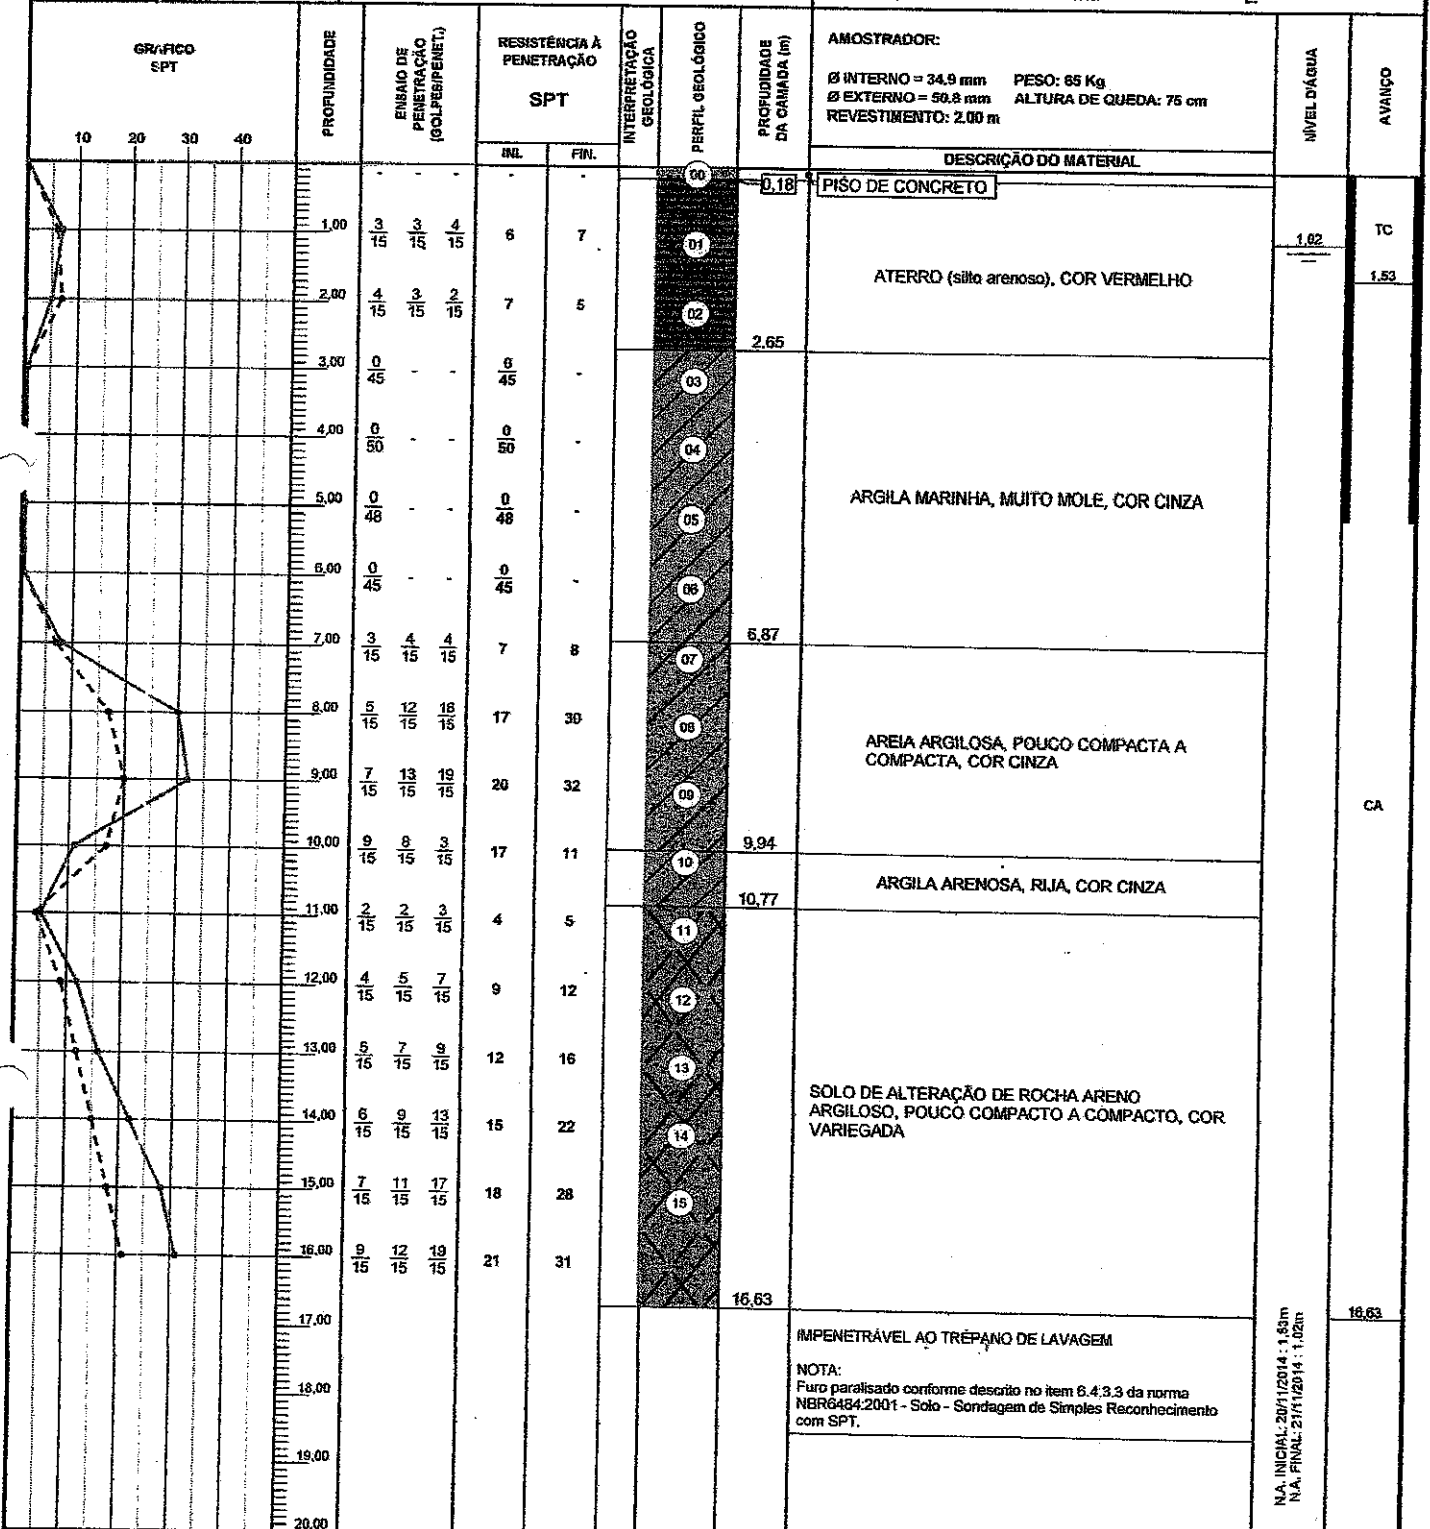 GRÁFICO
SPT
10 20 30 40
PROFUNDIDADE
ENSAIO DE
PENETRAÇÃO
(GOLPES/PENET.)
RESISTÊNCIA À
PENETRAÇÃO
SPT
INI. FIN.
INTERPRETAÇÃO
GEOLÓGICA
PERFIL GEOLÓGICO
PROFUDIDADE
DA CAMADA (m)
AMOSTRADOR:
Ø INTERNO = 34.9 mm PESO: 65 Kg
Ø EXTERNO = 50.8 mm ALTURA DE QUEDA: 75 cm
REVESTIMENTO: 2.00 m
DESCRIÇÃO DO MATERIAL
NÍVEL D'ÁGUA
AVANÇO
- - - - - 00 0,18 PISO DE CONCRETO
1,00 3/15 3/15 4/15 6 7 01 1,02 TC
ATERRO (silto arenoso), COR VERMELHO 1,53
2,00 4/15 3/15 2/15 7 5 02
2.65
3,00 0/45 - - 0/45 - 03
4,00 0/50 - - 0/50 - 04
5,00 0/48 - - 0/48 - 05 ARGILA MARINHA, MUITO MOLE, COR CINZA
6,00 0/45 - - 0/45 - 06
6,87
7,00 3/15 4/15 4/15 7 8 07
8,00 5/15 12/15 18/15 17 30 08
AREIA ARGILOSA, POUCO COMPACTA A
COMPACTA, COR CINZA
9,00 7/15 13/15 19/15 20 32 09 CA
9,94
10,00 9/15 8/15 3/15 17 11 10
ARGILA ARENOSA, RIJA, COR CINZA
10,77
11,00 2/15 2/15 3/15 4 5 11
12,00 4/15 5/15 7/15 9 12 12
13,00 5/15 7/15 9/15 12 16 13
SOLO DE ALTERAÇÃO DE ROCHA ARENO
ARGILOSO, POUCO COMPACTO A COMPACTO, COR
VARIEGADA
14,00 6/15 9/15 13/15 15 22 14
15,00 7/15 11/15 17/15 18 28 15
16,00 9/15 12/15 19/15 21 31
16,63 16,63
17,00
IMPENETRÁVEL AO TRÉPANO DE LAVAGEM
NOTA:
Furo paralisado conforme descrito no item 6.4.3.3 da norma
NBR6484:2001 - Solo - Sondagem de Simples Reconhecimento
com SPT.
18,00
19,00
20.00
N.A. INICIAL: 20/11/2014 : 1,53m
N.A. FINAL: 21/11/2014 : 1,02m